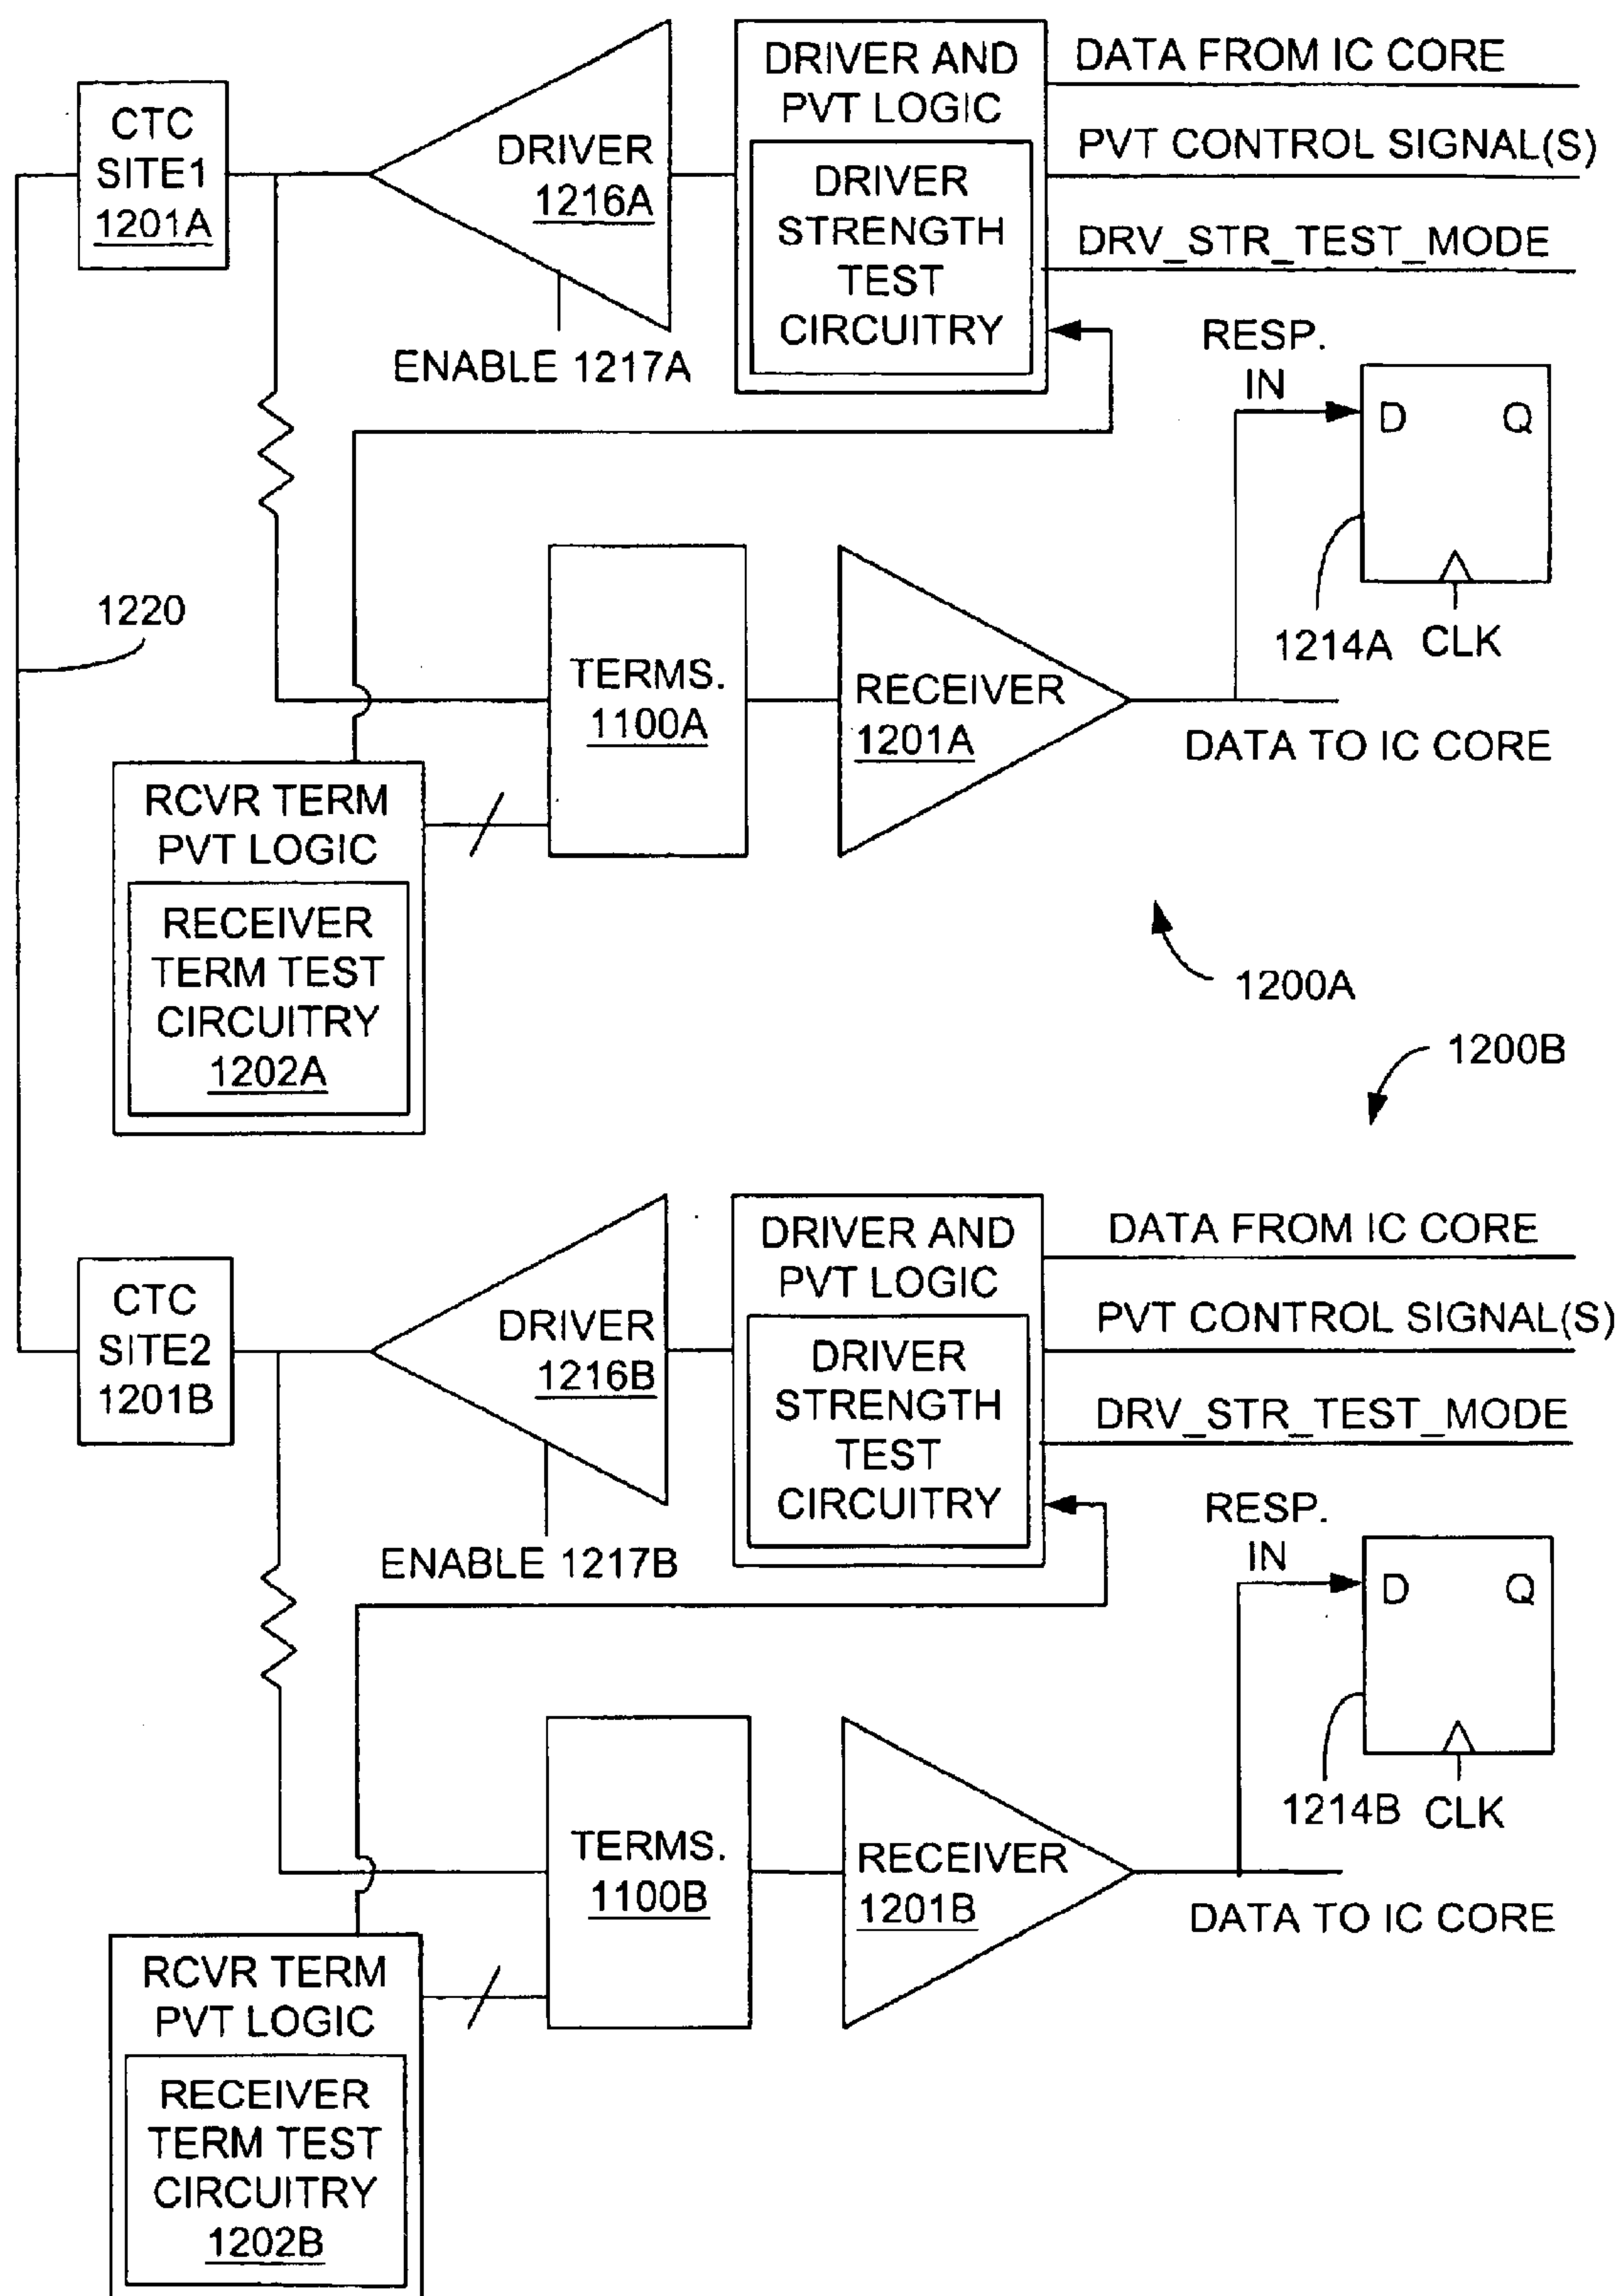 DRIVER AND
PVT LOGIC
DATA FROM IC CORE
CTC
SITE1
1201A
DRIVER
1216A
DRIVER
STRENGTH
TEST
CIRCUITRY
PVT CONTROL SIGNAL(S)
DRV_STR_TEST_MODE
ENABLE 1217A
RESP.
IN
D Q
1214A CLK
1220
TERMS.
1100A
RECEIVER
1201A
DATA TO IC CORE
RCVR TERM
PVT LOGIC
RECEIVER
TERM TEST
CIRCUITRY
1202A
1200A
1200B
DRIVER AND
PVT LOGIC
DATA FROM IC CORE
CTC
SITE2
1201B
DRIVER
1216B
DRIVER
STRENGTH
TEST
CIRCUITRY
PVT CONTROL SIGNAL(S)
DRV_STR_TEST_MODE
ENABLE 1217B
RESP.
IN
D Q
1214B CLK
TERMS.
1100B
RECEIVER
1201B
DATA TO IC CORE
RCVR TERM
PVT LOGIC
RECEIVER
TERM TEST
CIRCUITRY
1202B